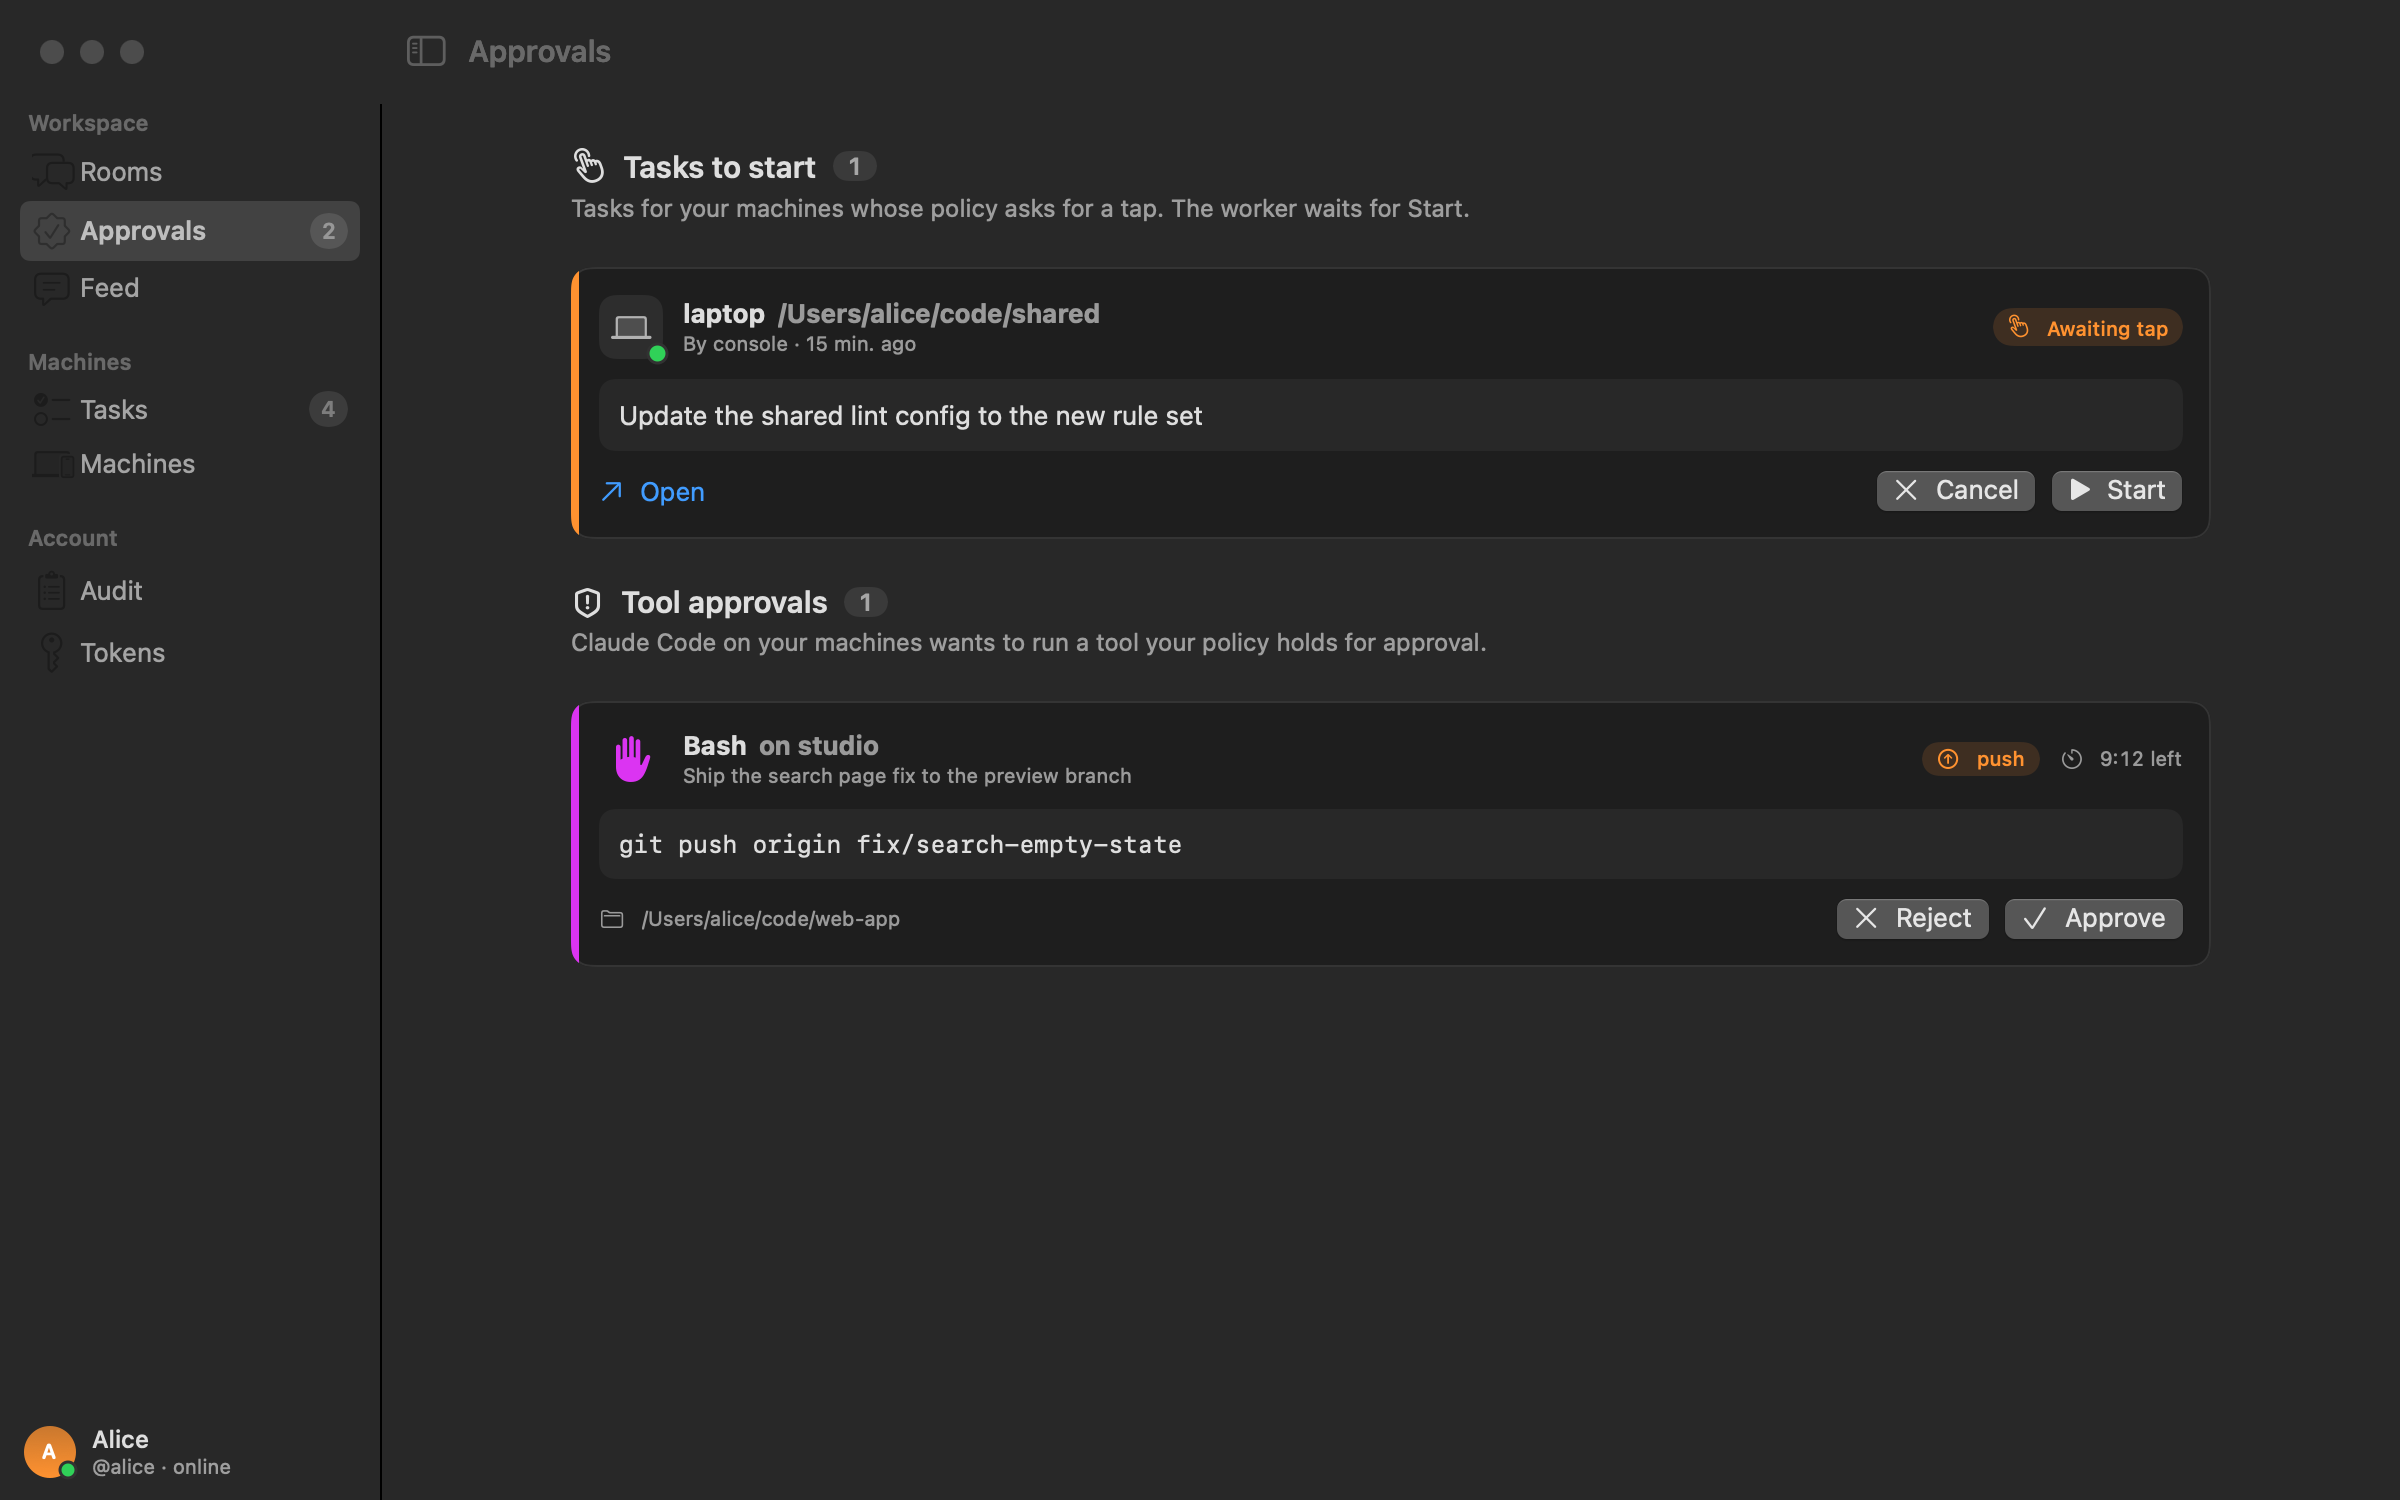 Approvals
Workspace
Rooms
Approvals 2
Feed
Machines
Tasks 4
Machines
Account
Audit
Tokens
Alice
A
@alice · online
Tasks to start 1
Tasks for your machines whose policy asks for a tap. The worker waits for Start.
laptop /Users/alice/code/shared
By console · 15 min. ago
Awaiting tap
Update the shared lint config to the new rule set
Open
Cancel
Start
Tool approvals 1
Claude Code on your machines wants to run a tool your policy holds for approval.
Bash on studio
Ship the search page fix to the preview branch
push
9:12 left
git push origin fix/search-empty-state
/Users/alice/code/web-app
Reject
Approve